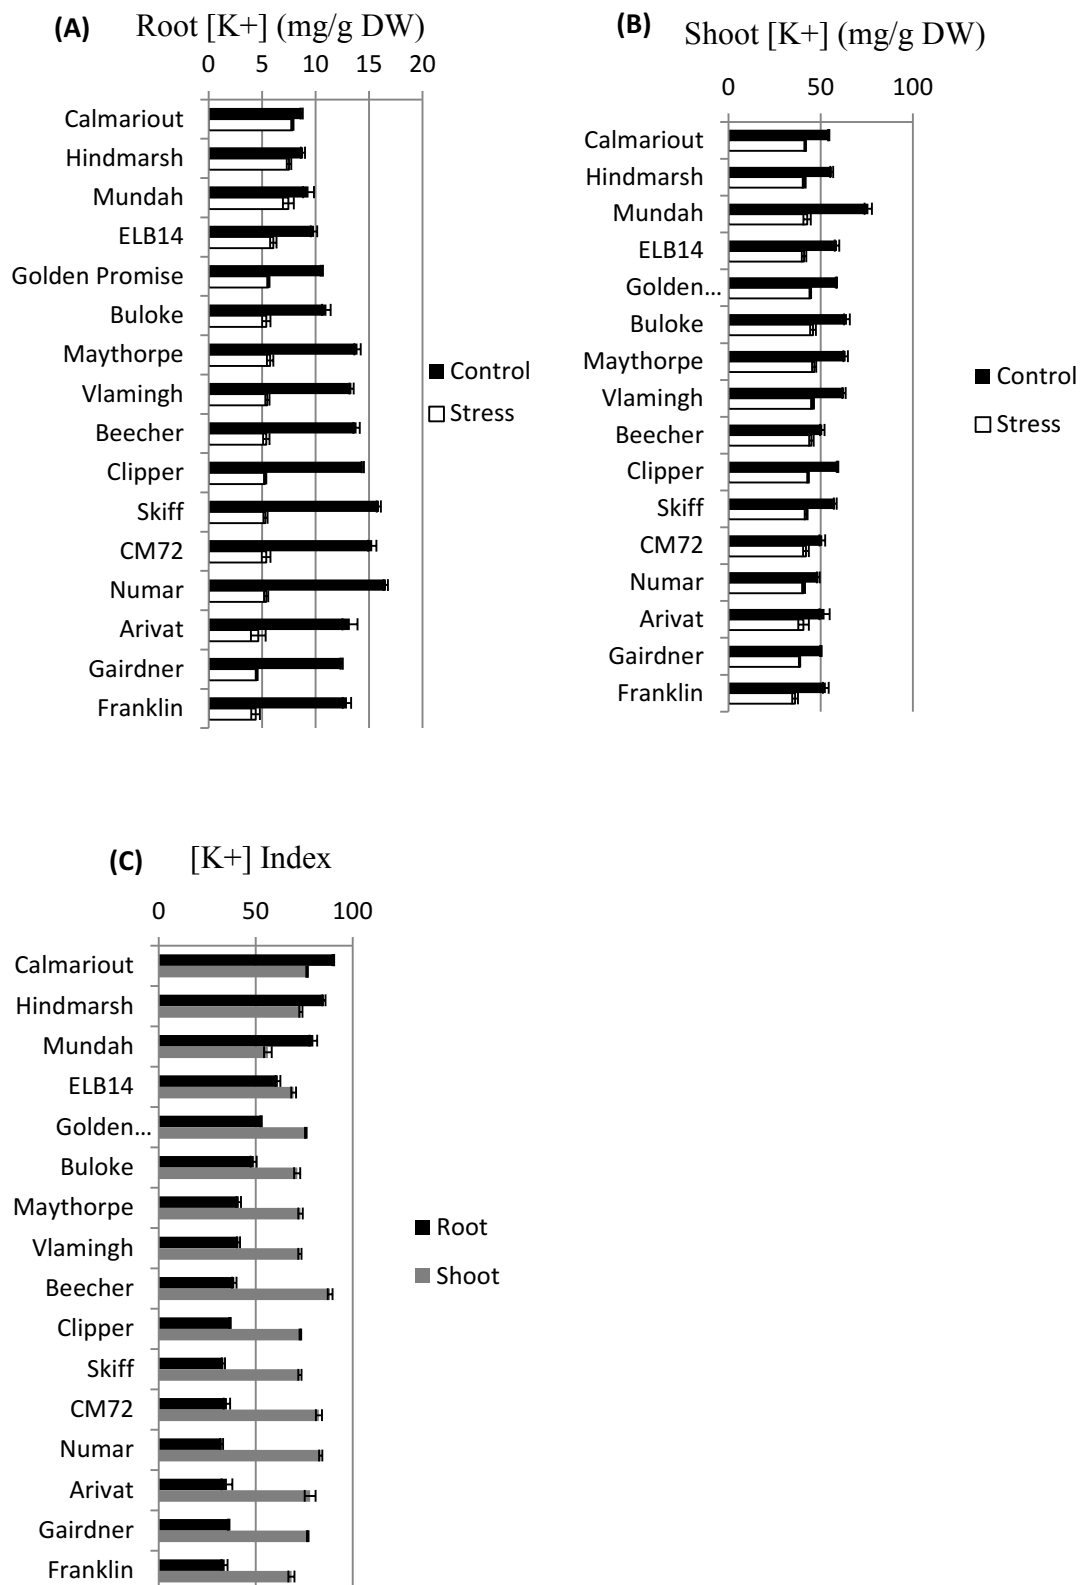 (A) Root [K+] (mg/g DW)
0 5 10 15 20
Calmariout
Hindmarsh
Mundah
ELB14
Golden Promise
Buloke
Maythorpe
Vlamingh
Beecher
Clipper
Skiff
CM72
Numar
Arivat
Gairdner
Franklin
Control
Stress
(B) Shoot [K+] (mg/g DW)
0 50 100
Calmariout
Hindmarsh
Mundah
ELB14
Golden...
Buloke
Maythorpe
Vlamingh
Beecher
Clipper
Skiff
CM72
Numar
Arivat
Gairdner
Franklin
Control
Stress
(C) [K+] Index
0 50 100
Calmariout
Hindmarsh
Mundah
ELB14
Golden...
Buloke
Maythorpe
Vlamingh
Beecher
Clipper
Skiff
CM72
Numar
Arivat
Gairdner
Franklin
Root
Shoot